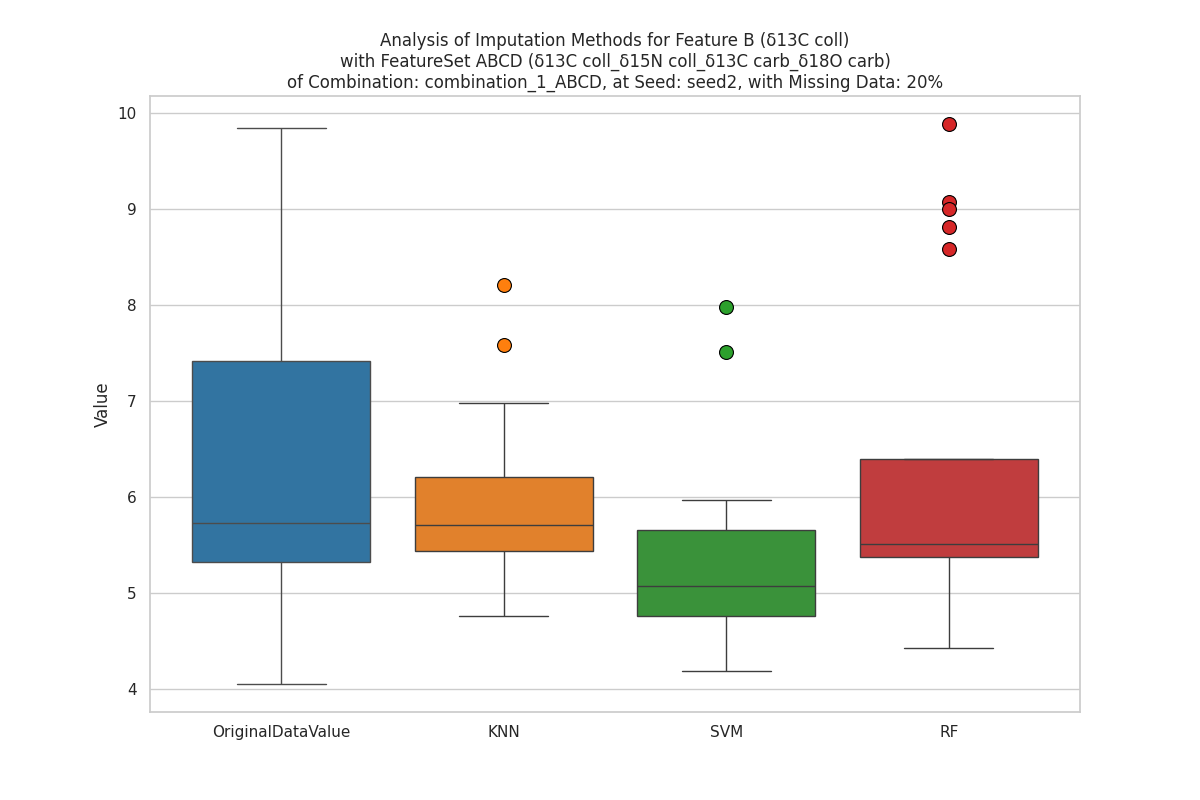 Analysis of Imputation Methods for Feature B (δ13C coll)
with FeatureSet ABCD (δ13C coll_δ15N coll_δ13C carb_δ18O carb)
of Combination: combination_1_ABCD, at Seed: seed2, with Missing Data: 20%
10
9
8
7
6
5
4
Value
OriginalDataValue
KNN
SVM
RF